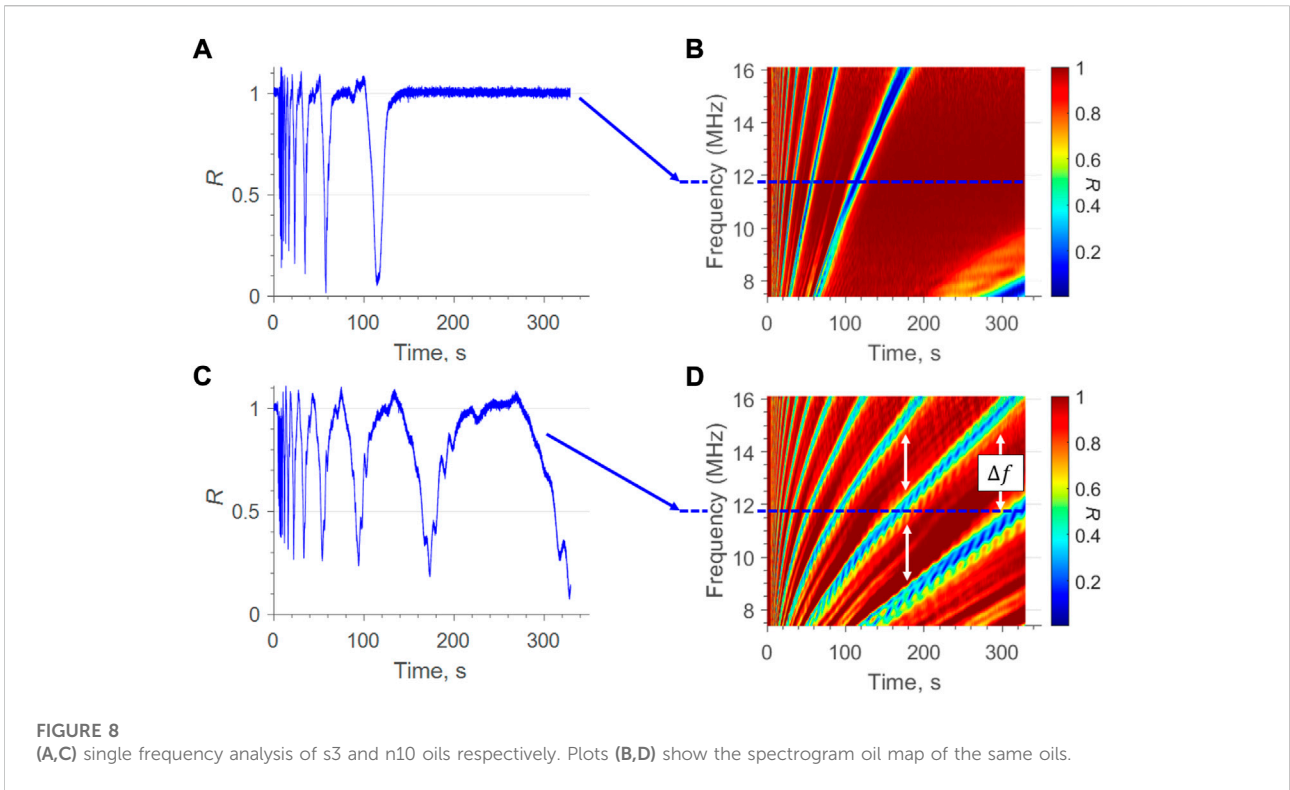 A
B
1
0.5
0
R
0
100
200
300
Time, s
16
14
12
10
8
Frequency (MHz)
0
100
200
300
Time, s
1
0.8
0.6
0.4
0.2
R
C
D
1
0.5
0
R
0
100
200
300
Time, s
16
14
12
10
8
Frequency (MHz)
Δf
0
100
200
300
Time, s
1
0.8
0.6
0.4
0.2
R
FIGURE 8
(A,C) single frequency analysis of s3 and n10 oils respectively. Plots (B,D) show the spectrogram oil map of the same oils.